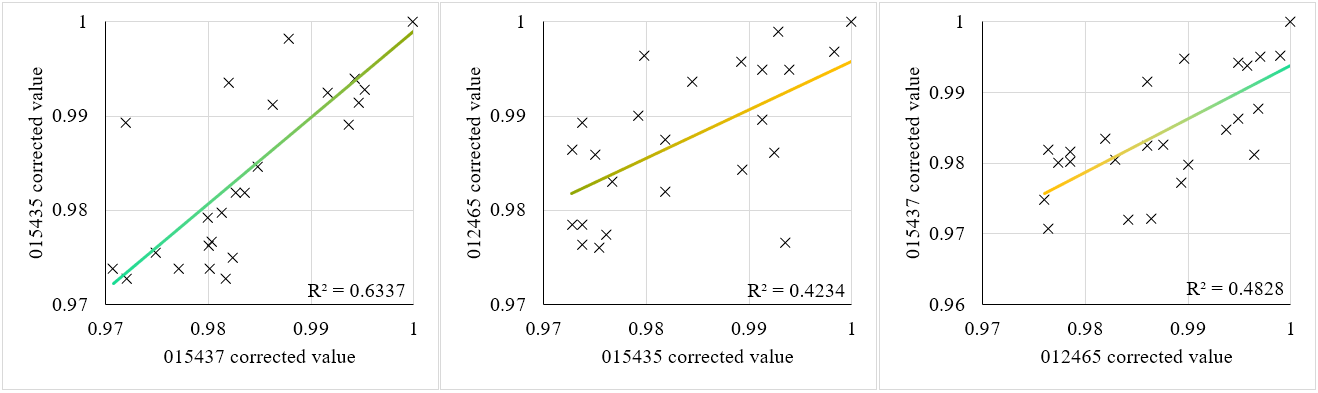 1
0.99
0.98
0.97
015435 corrected value
R² = 0.6337
0.97 0.98 0.99 1
015437 corrected value
1
0.99
0.98
0.97
012465 corrected value
R² = 0.4234
0.97 0.98 0.99 1
015435 corrected value
1
0.99
0.98
0.97
0.96
015437 corrected value
R² = 0.4828
0.97 0.98 0.99 1
012465 corrected value